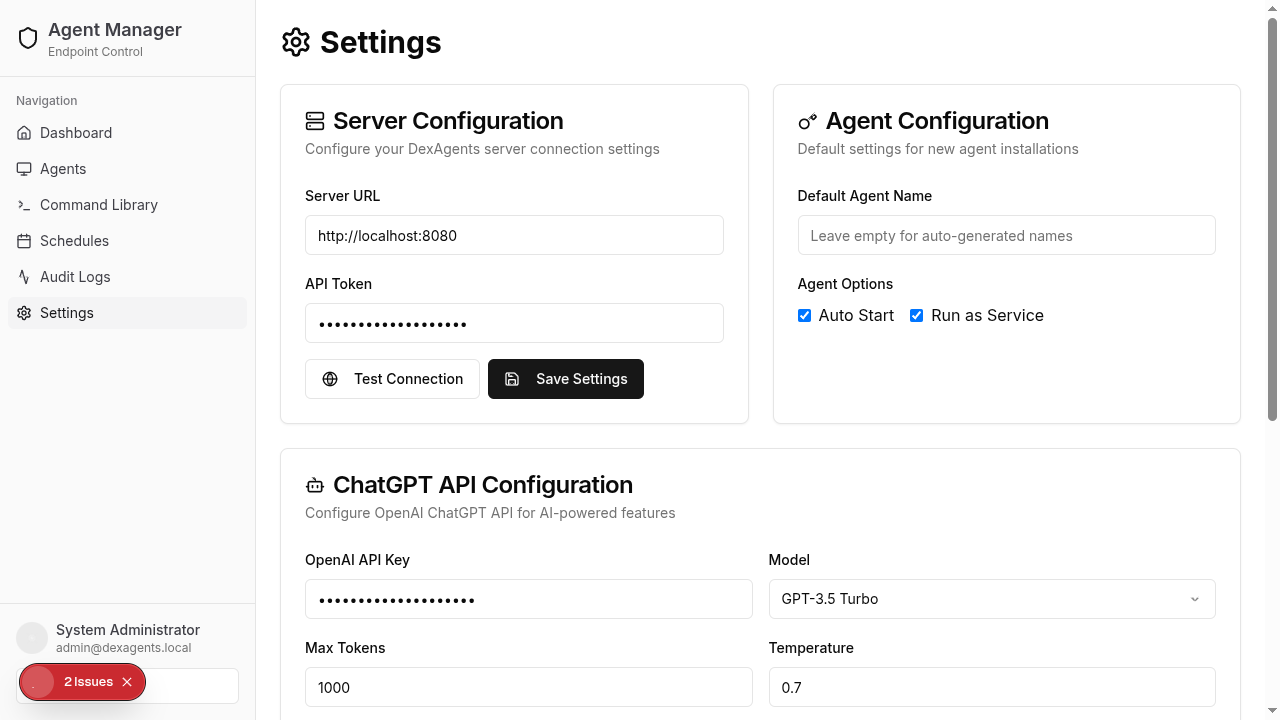 Agent Manager
Endpoint Control
Navigation
Dashboard
Agents
Command Library
Schedules
Audit Logs
Settings
System Administrator
admin@dexagents.local
2 Issues
Settings
Server Configuration
Configure your DexAgents server connection settings
Server URL
http://localhost:8080
API Token
•••••••••••••••••••
Test Connection
Save Settings
Agent Configuration
Default settings for new agent installations
Default Agent Name
Leave empty for auto-generated names
Agent Options
Auto Start
Run as Service
ChatGPT API Configuration
Configure OpenAI ChatGPT API for AI-powered features
OpenAI API Key
••••••••••••••••••••
Model
GPT-3.5 Turbo
Max Tokens
1000
Temperature
0.7